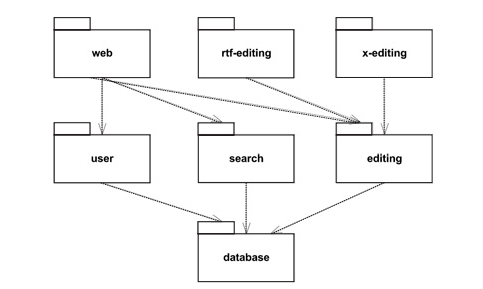 web
rtf-editing
x-editing
user
search
editing
database